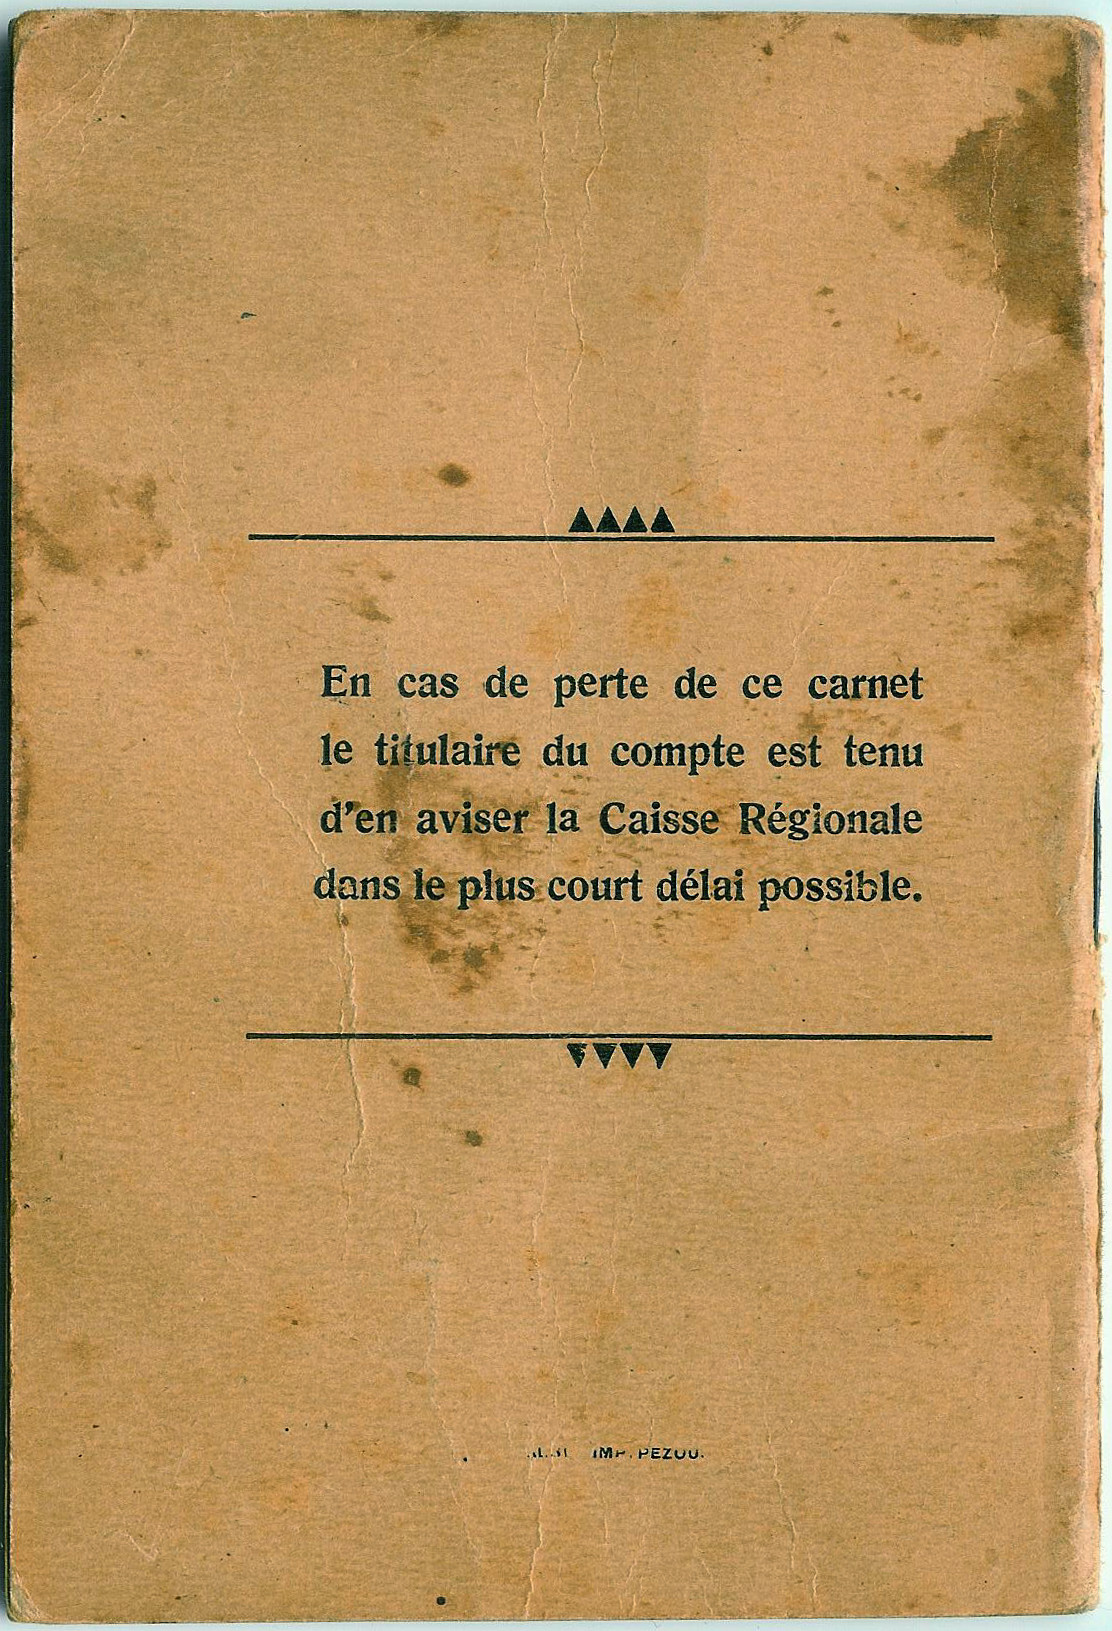 En cas de perte de ce carnet
le titulaire du compte est tenu
d'en aviser la Caisse Régionale
dans le plus court délai possible.
IMP. PEZOU.